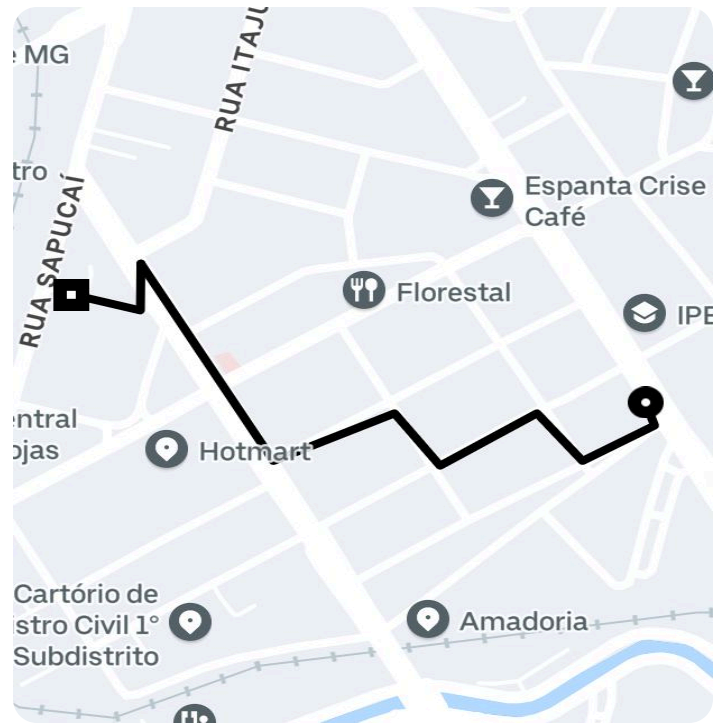 MG
RUA ITAJU
tro
RUA SAPUCAÍ
Espanta Crise
Café
Florestal
IPE
entral
ojas
Hotmart
Cartório de
istro Civil 1°
Subdistrito
Amadoria